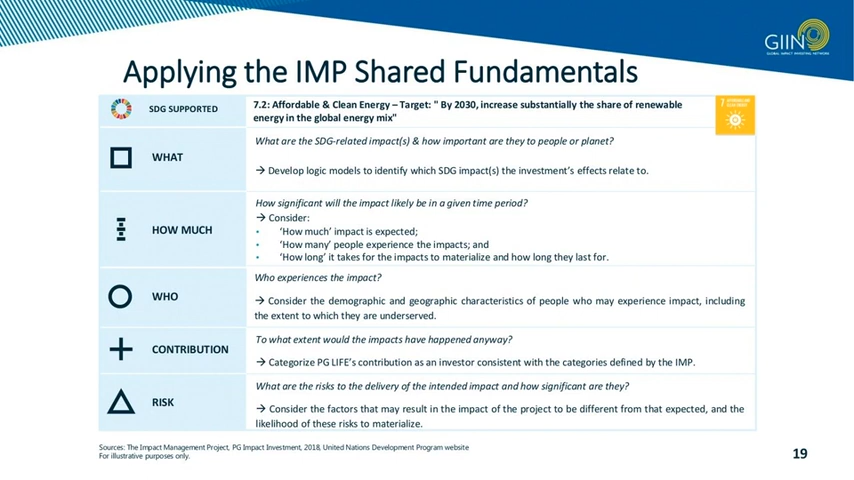 GIIN
GLOBAL IMPACT INVESTING NETWORK
Applying the IMP Shared Fundamentals
SDG SUPPORTED
7.2: Affordable & Clean Energy – Target: " By 2030, increase substantially the share of renewable
energy in the global energy mix"
7
WHAT
What are the SDG-related impact(s) & how important are they to people or planet?
→ Develop logic models to identify which SDG impact(s) the investment's effects relate to.
HOW MUCH
How significant will the impact likely be in a given time period?
→ Consider:
• 'How much' impact is expected;
• 'How many' people experience the impacts; and
• 'How long' it takes for the impacts to materialize and how long they last for.
WHO
Who experiences the impact?
→ Consider the demographic and geographic characteristics of people who may experience impact, including
the extent to which they are underserved.
CONTRIBUTION
To what extent would the impacts have happened anyway?
→ Categorize PG LIFE's contribution as an investor consistent with the categories defined by the IMP.
RISK
What are the risks to the delivery of the intended impact and how significant are they?
→ Consider the factors that may result in the impact of the project to be different from that expected, and the
likelihood of these risks to materialize.
Sources: The Impact Management Project, PG Impact Investment, 2018, United Nations Development Program website
For illustrative purposes only.
19